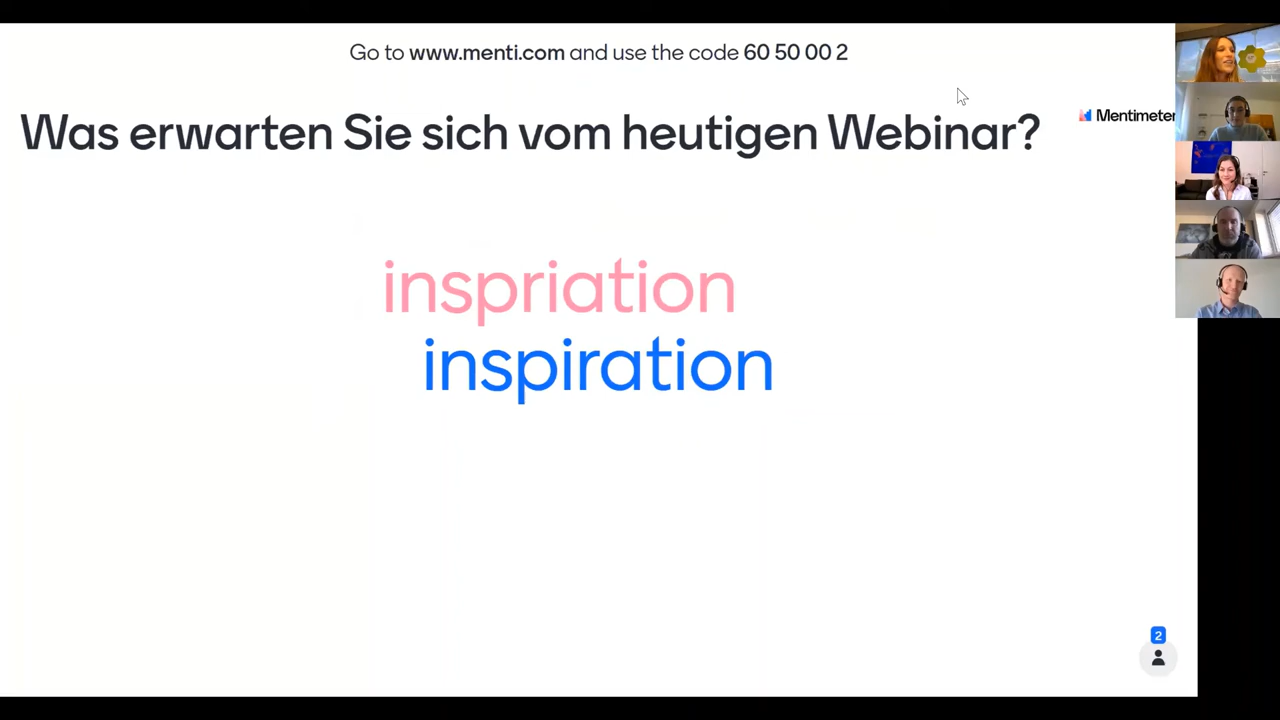 Go to www.menti.com and use the code 60 50 00 2
Mentimeter
Was erwarten Sie sich vom heutigen Webinar?
inspriation
inspiration
2